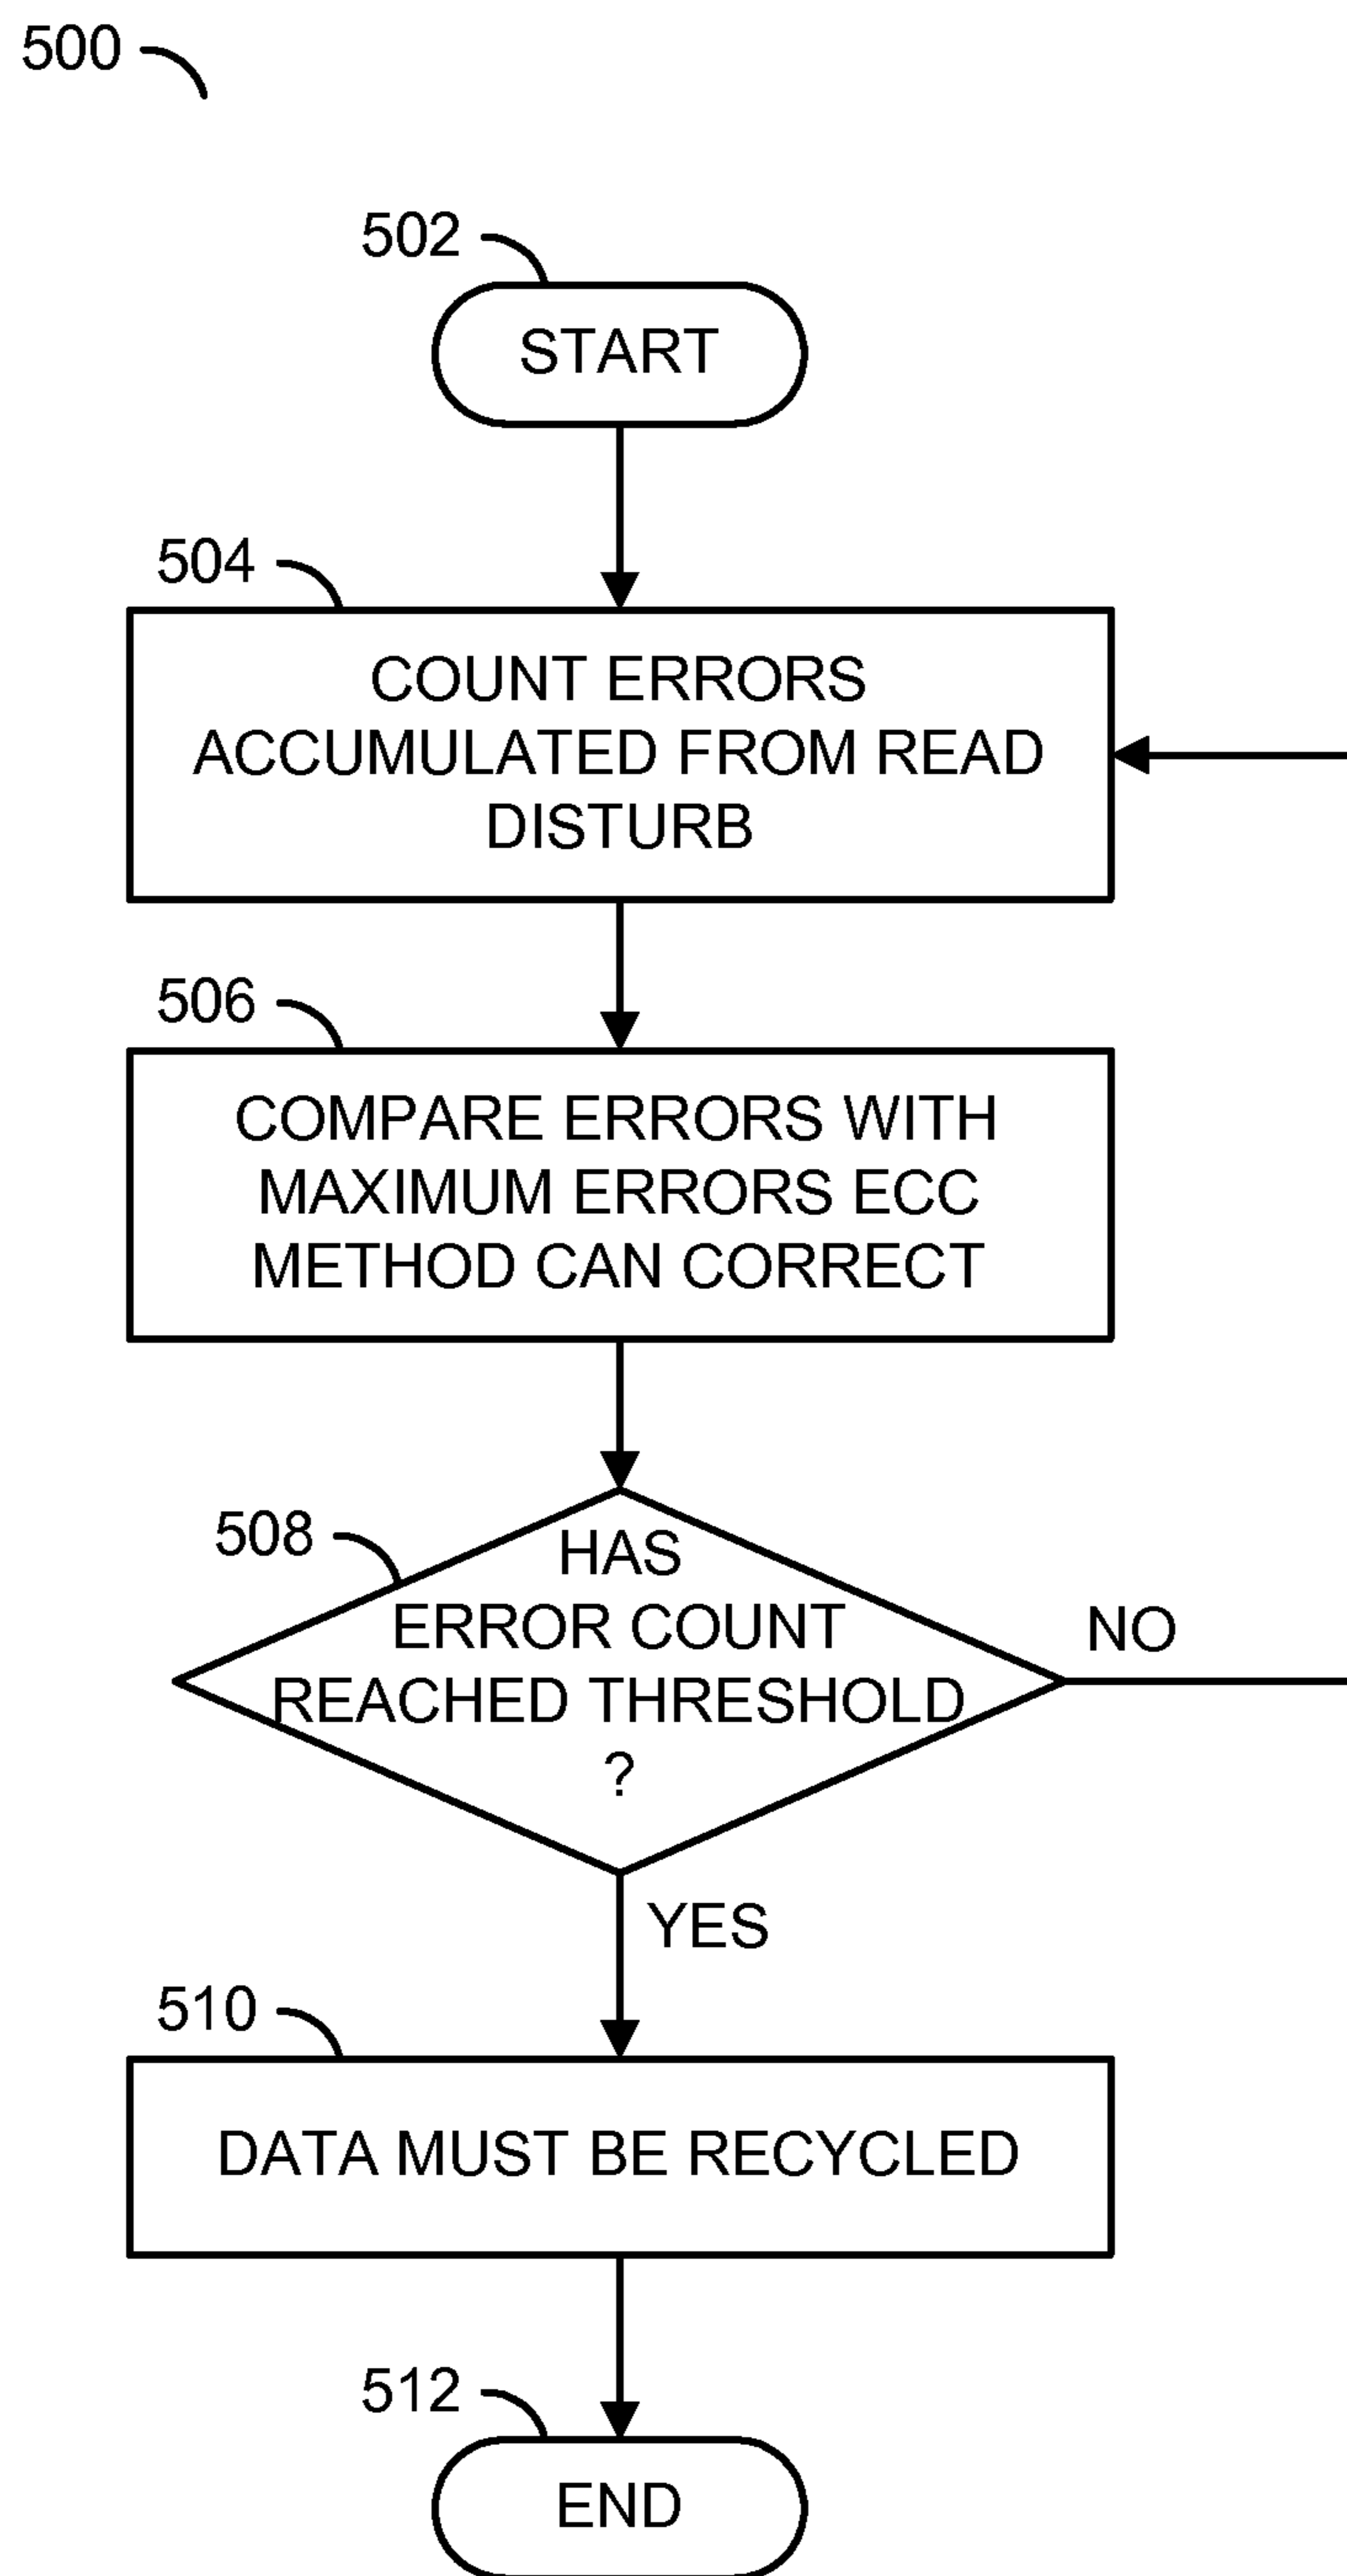 500
502
START
504
COUNT ERRORS
ACCUMULATED FROM READ
DISTURB
506
COMPARE ERRORS WITH
MAXIMUM ERRORS ECC
METHOD CAN CORRECT
508
HAS
ERROR COUNT
REACHED THRESHOLD
?
NO
YES
510
DATA MUST BE RECYCLED
512
END